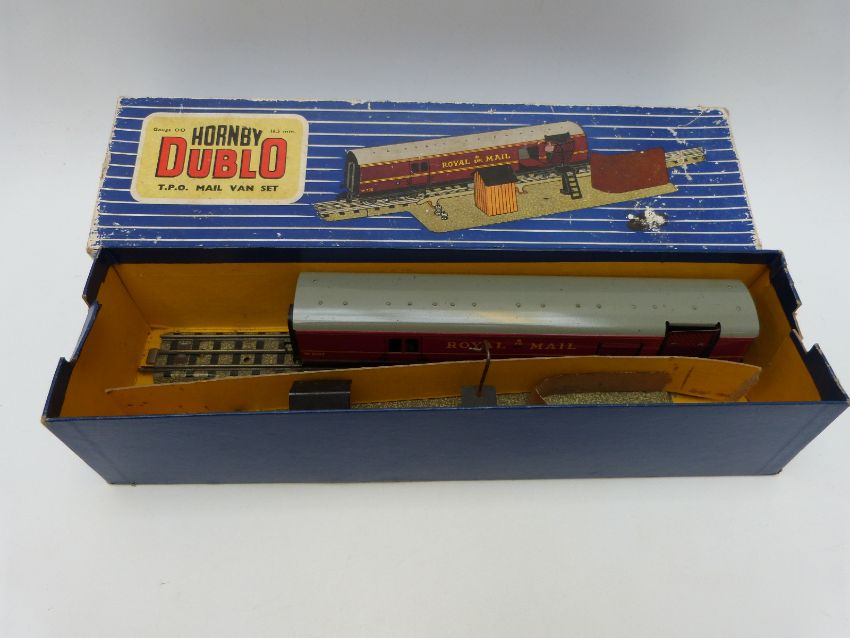 Gauge OO 16.5 mm.
HORNBY
DUBLO
T.P.O. MAIL VAN SET
ROYAL MAIL
ROYAL MAIL